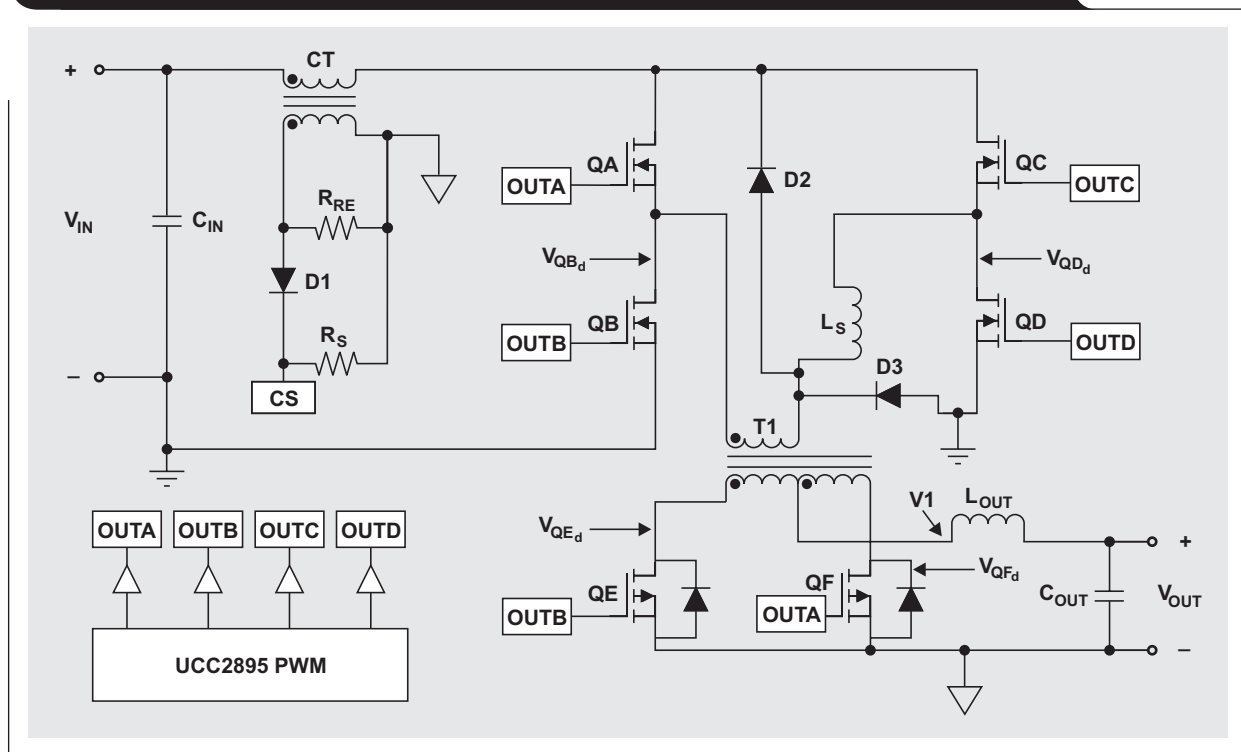 +
CT
QA
OUTA
D2
QC
OUTC
V_IN
C_IN
R_RE
D1
V_QBd
V_QDd
R_S
QB
OUTB
L_S
QD
OUTD
–
CS
D3
T1
OUTA OUTB OUTC OUTD
V_QEd
V1
L_OUT
+
QE
OUTB
QF
OUTA
V_QFd
C_OUT
V_OUT
–
UCC2895 PWM